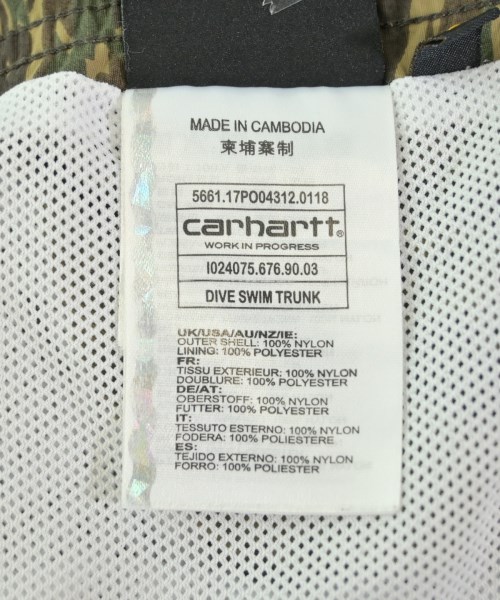 MADE IN CAMBODIA
柬埔寨制
5661.17PO04312.0118
carhartt®
WORK IN PROGRESS
I024075.676.90.03
DIVE SWIM TRUNK
UK/USA/AU/NZ/IE:
OUTER SHELL: 100% NYLON
LINING: 100% POLYESTER
FR:
TISSU EXTERIEUR: 100% NYLON
DOUBLURE: 100% POLYESTER
DE/AT:
OBERSTOFF: 100% NYLON
FUTTER: 100% POLYESTER
IT:
TESSUTO ESTERNO: 100% NYLON
FODERA: 100% POLIESTERE
ES:
TEJIDO EXTERNO: 100% NYLON
FORRO: 100% POLIESTER